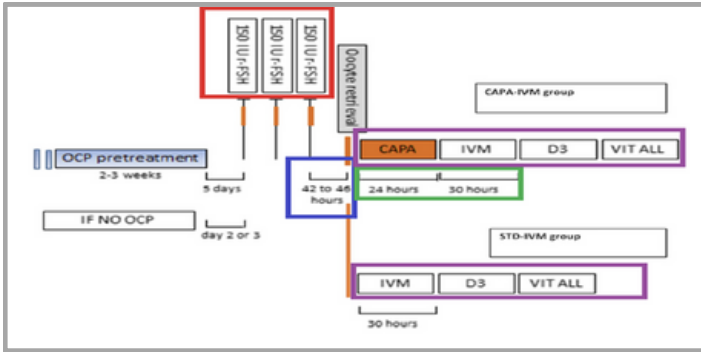 150 IU r-FSH
150 IU r-FSH
150 IU r-FSH
Oocyte retrieval
CAPA-IVM group
CAPA
IVM
D3
VIT ALL
OCP pretreatment
2-3 weeks
5 days
42 to 46
hours
24 hours
30 hours
IF NO OCP
day 2 or 3
STD-IVM group
IVM
D3
VIT ALL
30 hours